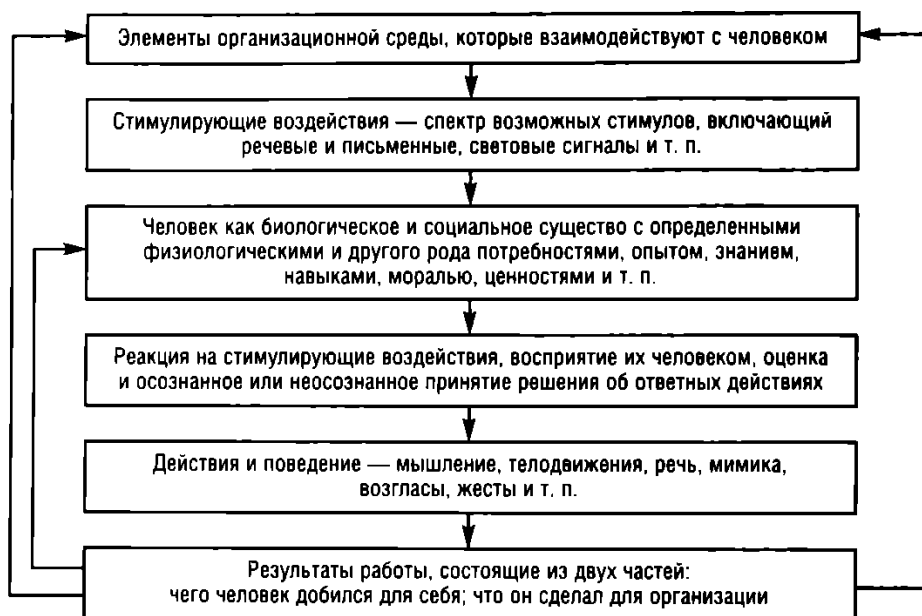 Элементы организационной среды, которые взаимодействуют с человеком
Стимулирующие воздействия — спектр возможных стимулов, включающий
речевые и письменные, световые сигналы и т. п.
Человек как биологическое и социальное существо с определенными
физиологическими и другого рода потребностями, опытом, знанием,
навыками, моралью, ценностями и т. п.
Реакция на стимулирующие воздействия, восприятие их человеком, оценка
и осознанное или неосознанное принятие решения об ответных действиях
Действия и поведение — мышление, телодвижения, речь, мимика,
возгласы, жесты и т. п.
Результаты работы, состоящие из двух частей:
чего человек добился для себя; что он сделал для организации